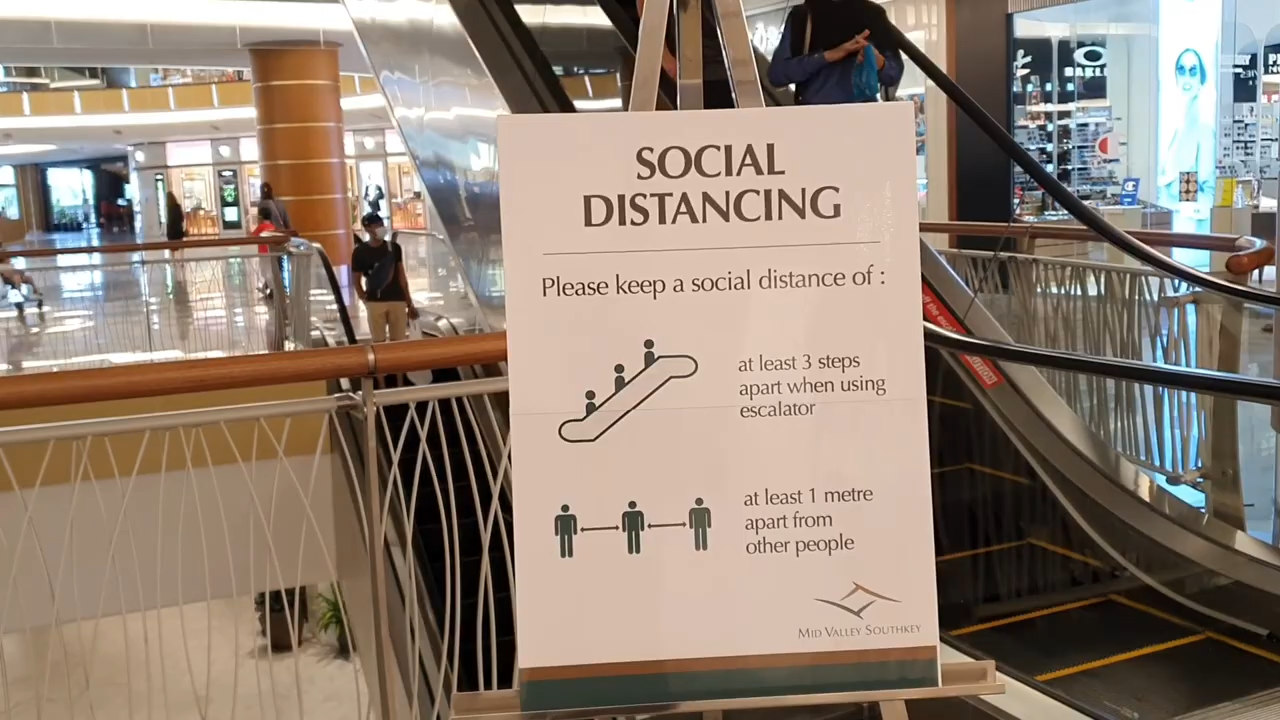 SOCIAL
DISTANCING
Please keep a social distance of :
at least 3 steps
apart when using
escalator
at least 1 metre
apart from
other people
MID VALLEY SOUTHKEY